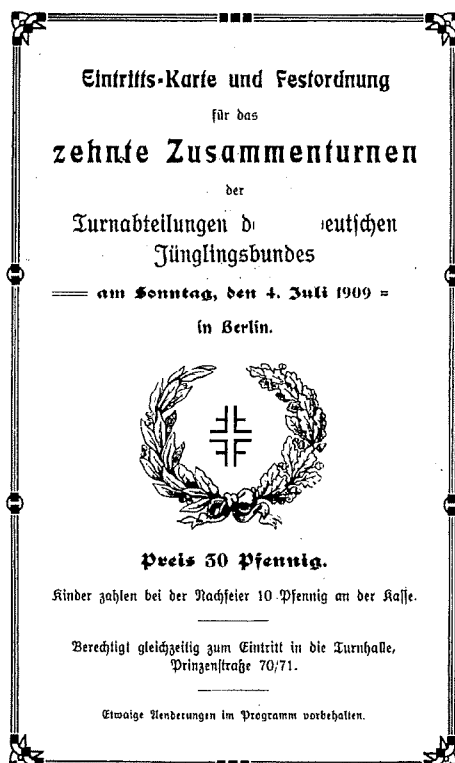 Eintritts-Karte und Festordnung
für das
zehnte Zusammenturnen
der
Turnabteilungen d eutschen
Jünglingsbundes
am Sonntag, den 4. Juli 1909
in Berlin.
Preis 30 Pfennig.
Kinder zahlen bei der Nachfeier 10 Pfennig an der Kasse.
Berechtigt gleichzeitig zum Eintritt in die Turnhalle,
Prinzenstraße 70/71.
Etwaige Aenderungen im Programm vorbehalten.